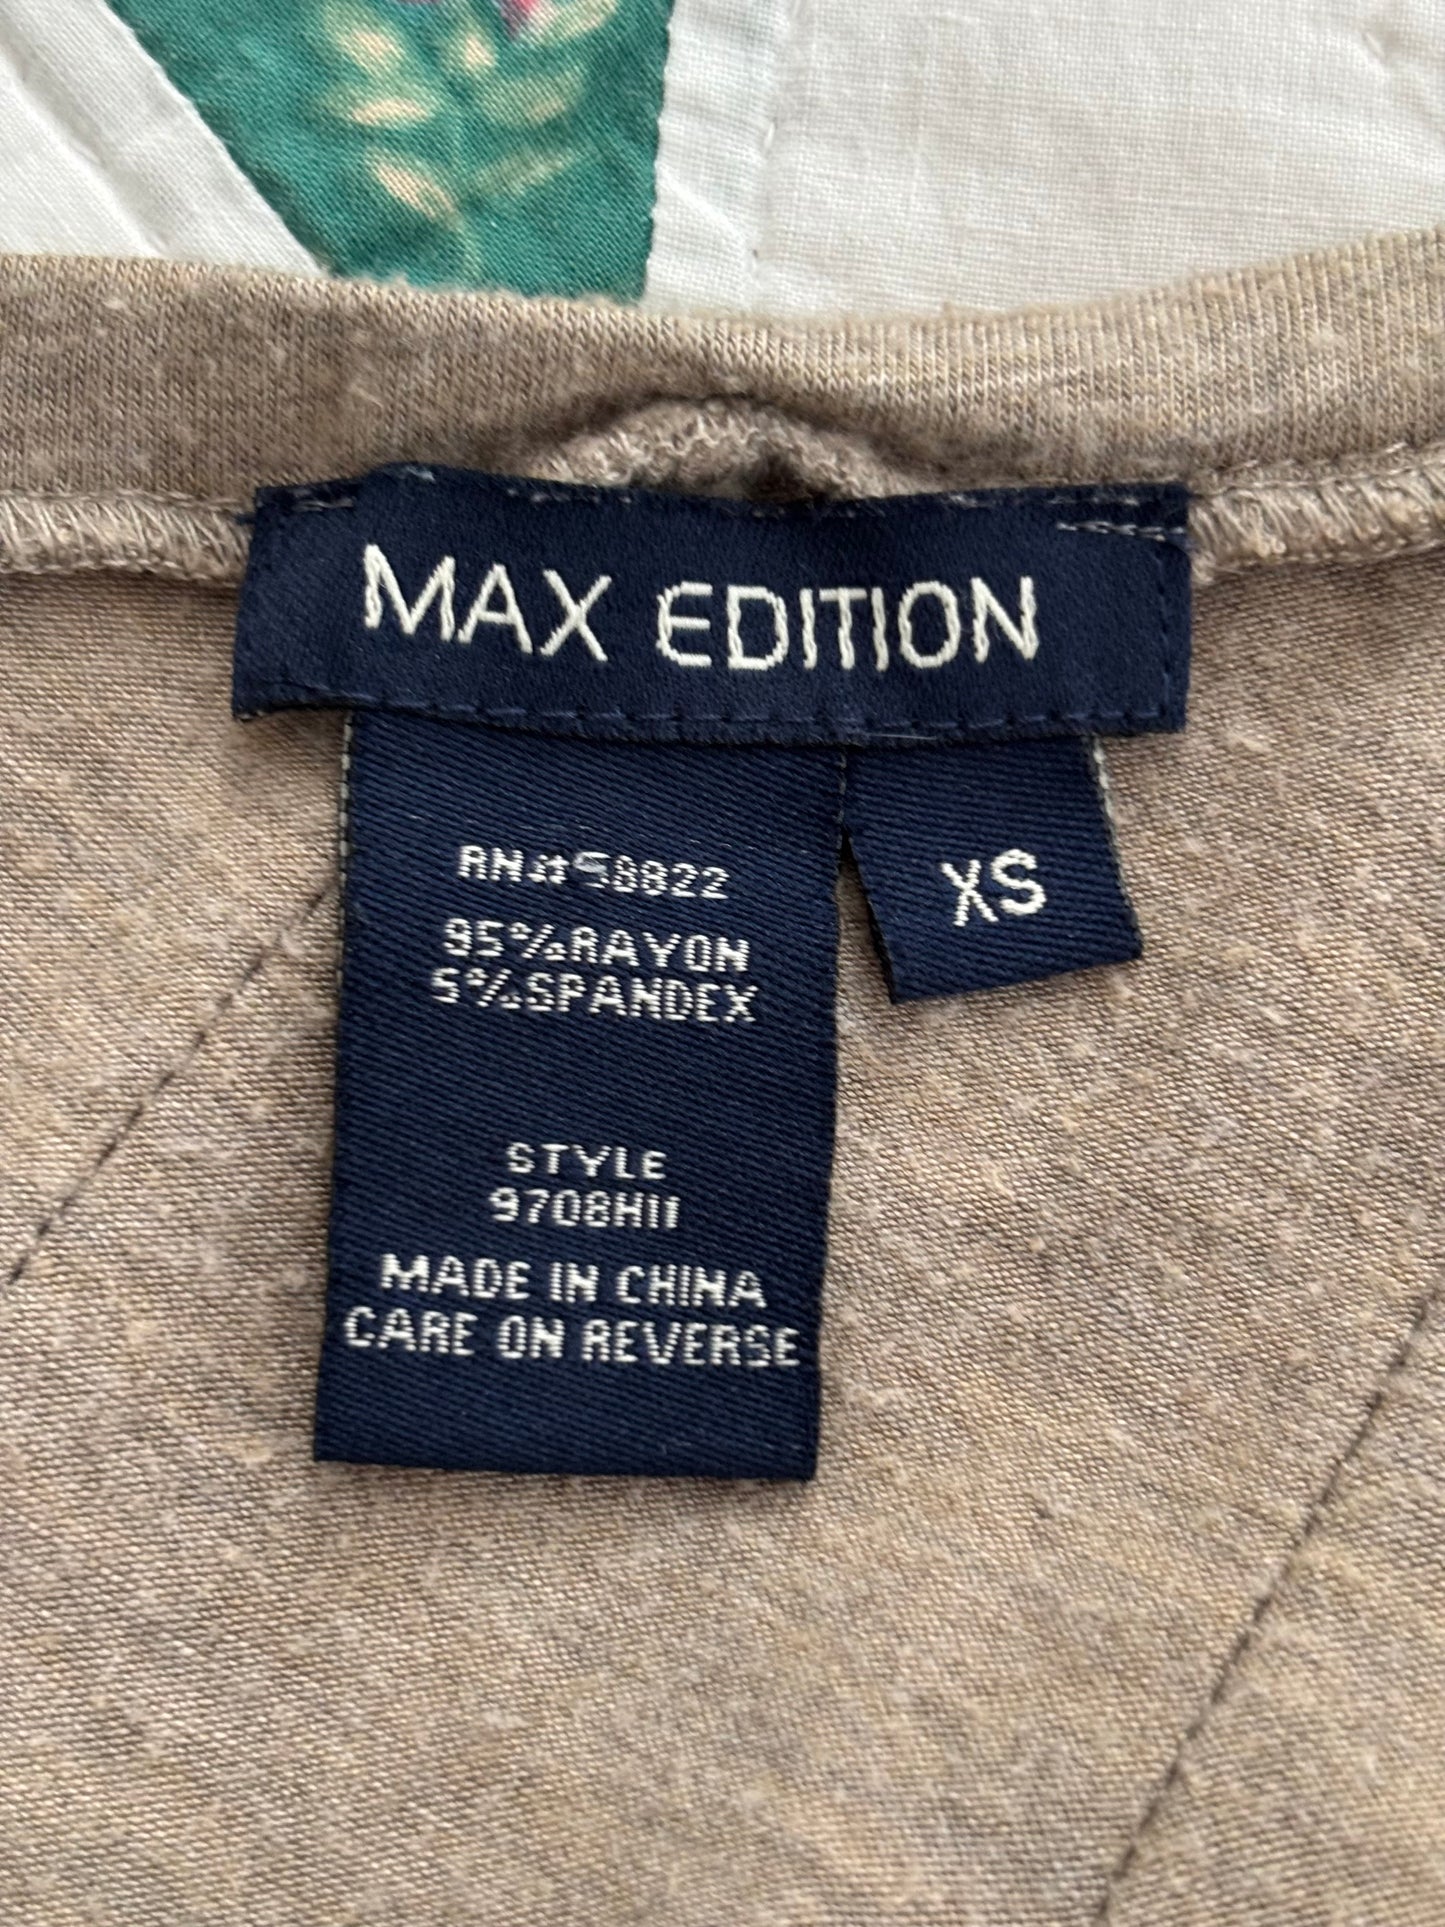 MAX EDITION
XS
RN#58822
95%RAYON
5%SPANDEX
STYLE
9708H11
MADE IN CHINA
CARE ON REVERSE